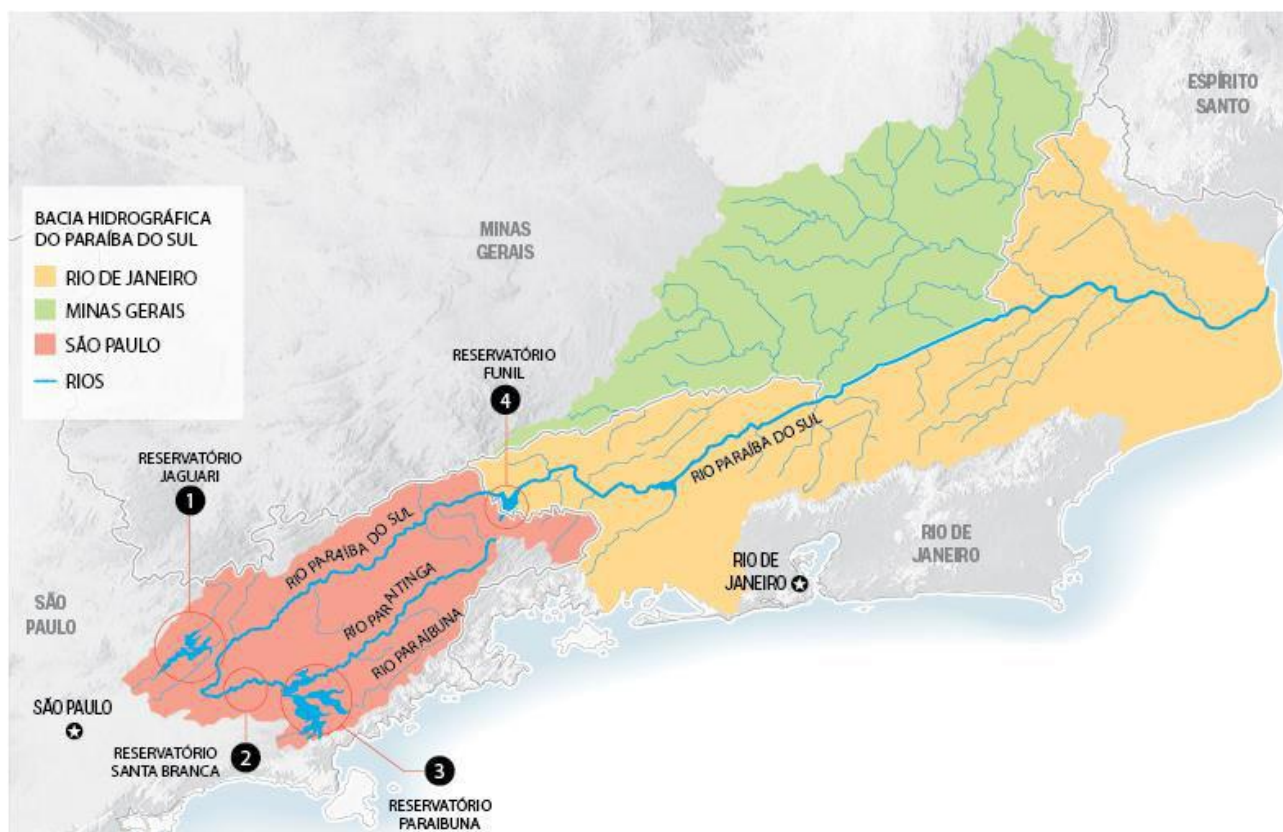 BACIA HIDROGRÁFICA
DO PARAÍBA DO SUL
RIO DE JANEIRO
MINAS GERAIS
SÃO PAULO
RIOS
ESPÍRITO
SANTO
MINAS
GERAIS
RESERVATÓRIO
FUNIL
4
RESERVATÓRIO
JAGUARI
1
RIO PARAÍBA DO SUL
RIO PARAÍBA DO SUL
RIO PARAITINGA
RIO PARAÍBUNA
RIO DE
JANEIRO
RIO DE
JANEIRO
SÃO
PAULO
SÃO PAULO
RESERVATÓRIO
SANTA BRANCA
2
3
RESERVATÓRIO
PARAIBUNA